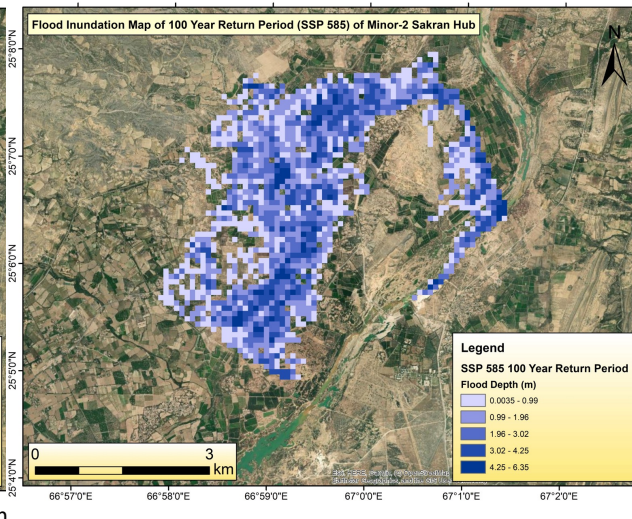 Flood Inundation Map of 100 Year Return Period (SSP 585) of Minor-2 Sakran Hub
N
25°8'0"N
25°7'0"N
25°6'0"N
25°5'0"N
25°4'0"N
Legend
SSP 585 100 Year Return Period
Flood Depth (m)
0.0035 - 0.99
0.99 - 1.96
1.96 - 3.02
3.02 - 4.25
4.25 - 6.35
0 3
km
66°57'0"E 66°58'0"E 66°59'0"E 67°0'0"E 67°1'0"E 67°2'0"E